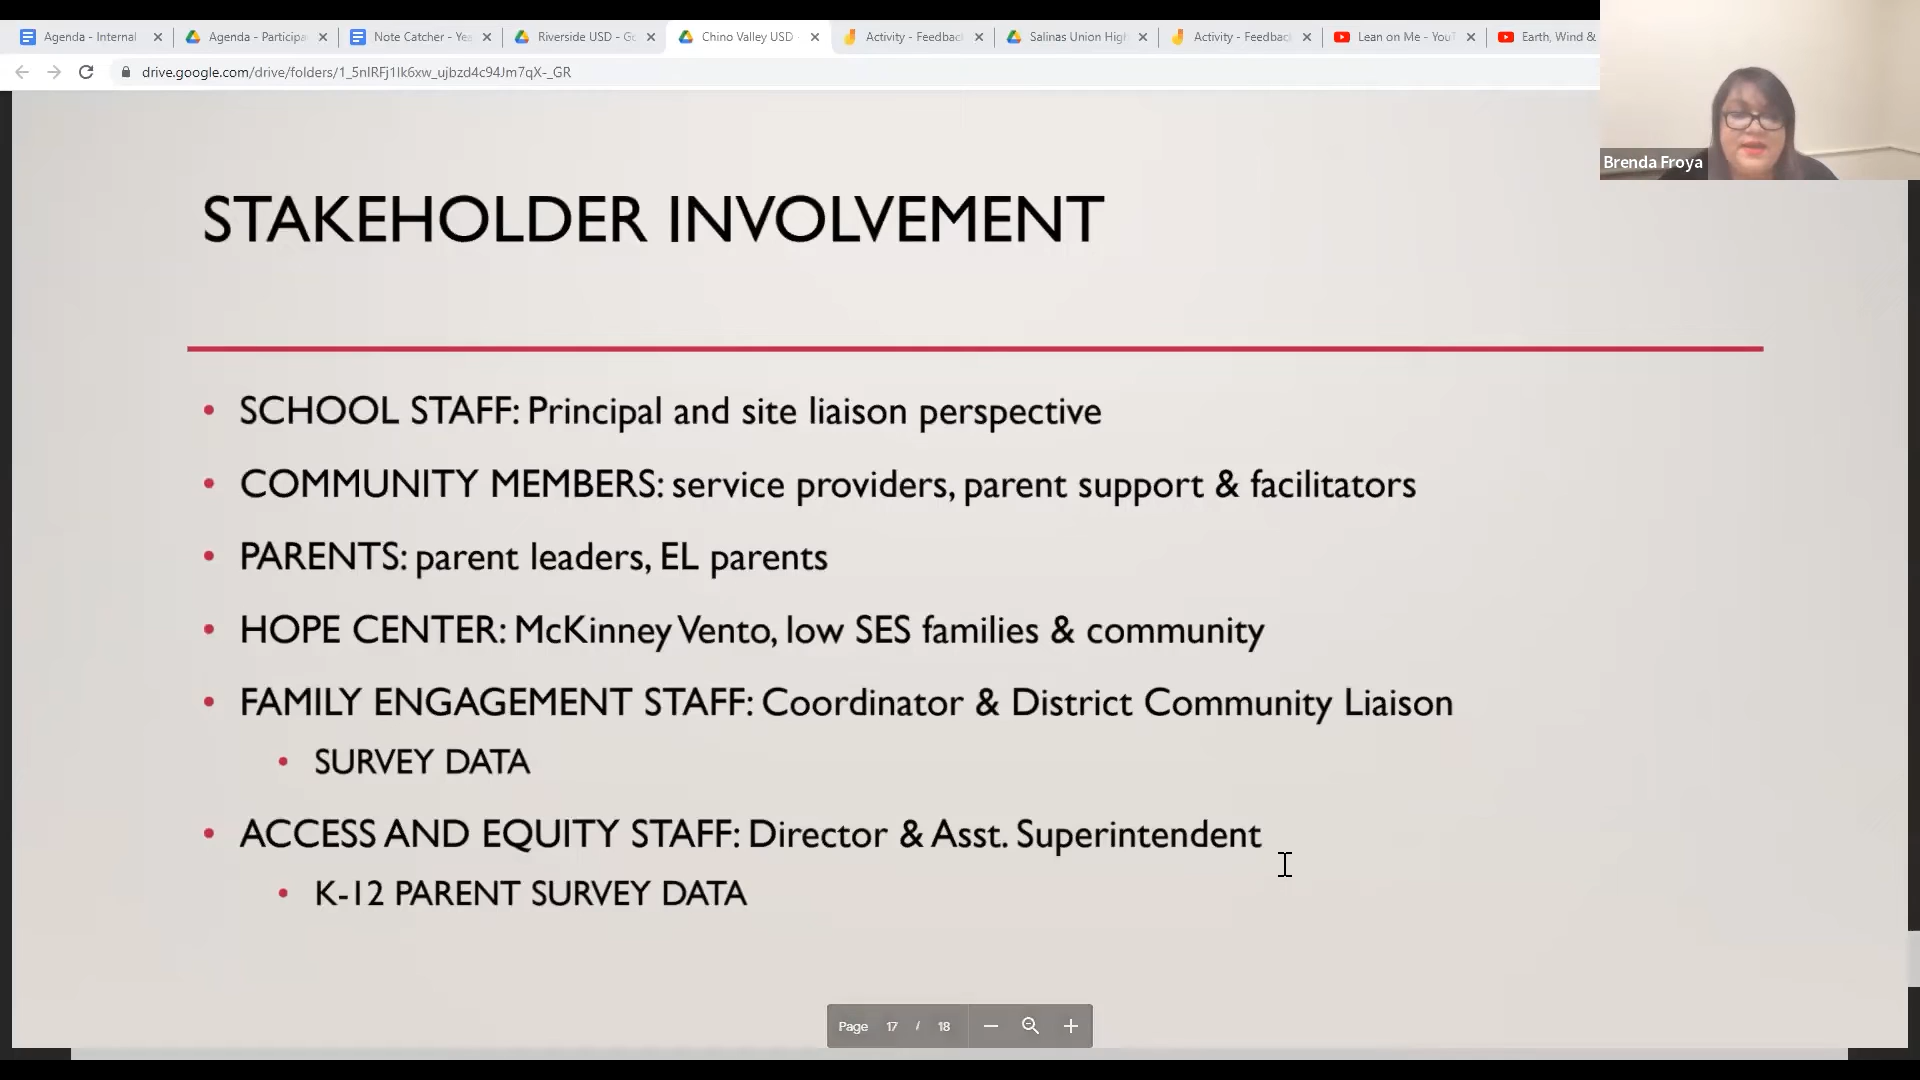 Agenda - Internal
Agenda - Participa
Note Catcher - Yea
Riverside USD - Go
Chino Valley USD -
Activity - Feedback
Salinas Union High
Activity - Feedback
Lean on Me - YouT
Earth, Wind &
drive.google.com/drive/folders/
Brenda Froya
STAKEHOLDER INVOLVEMENT
• SCHOOL STAFF: Principal and site liaison perspective
• COMMUNITY MEMBERS: service providers, parent support & facilitators
• PARENTS: parent leaders, EL parents
• HOPE CENTER: McKinney Vento, low SES families & community
• FAMILY ENGAGEMENT STAFF: Coordinator & District Community Liaison
• SURVEY DATA
• ACCESS AND EQUITY STAFF: Director & Asst. Superintendent
• K-12 PARENT SURVEY DATA
Page 17 / 18